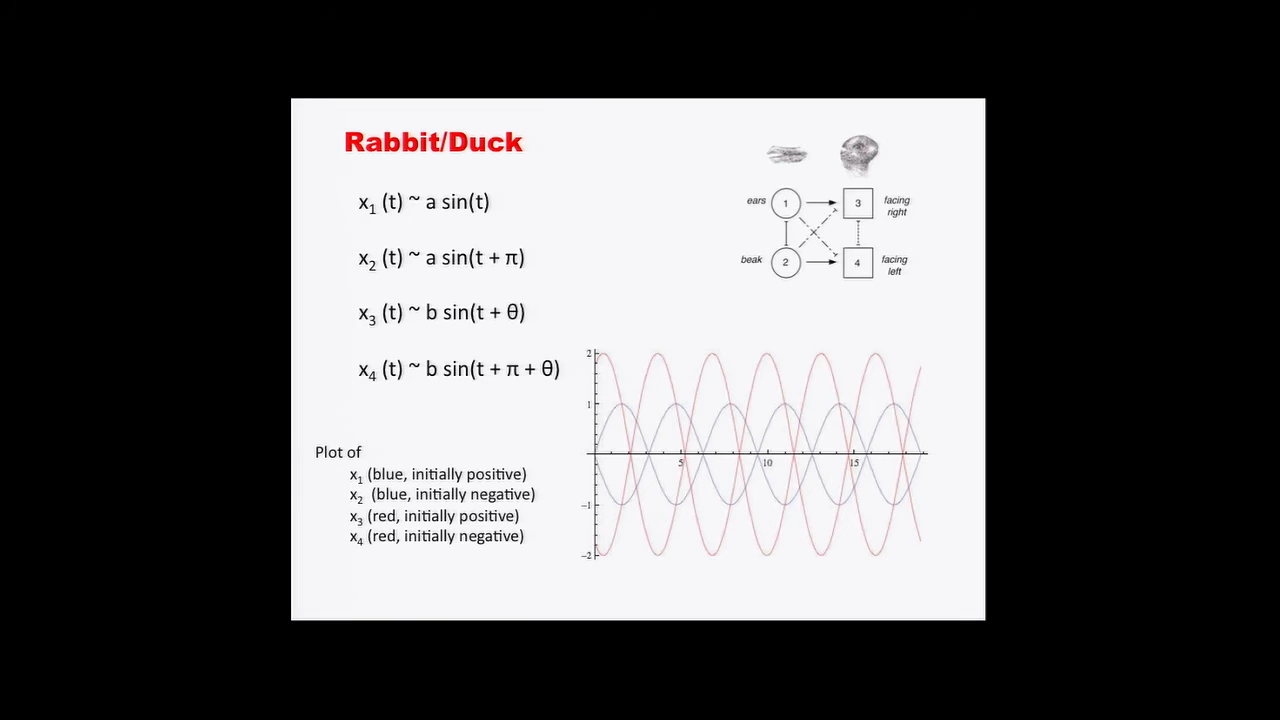 Rabbit/Duck
x₁ (t) ~ a sin(t)
x₂ (t) ~ a sin(t + π)
x₃ (t) ~ b sin(t + θ)
x₄ (t) ~ b sin(t + π + θ)
ears 1 3 facing right
beak 2 4 facing left
Plot of
x₁ (blue, initially positive)
x₂ (blue, initially negative)
x₃ (red, initially positive)
x₄ (red, initially negative)
2
1
5 10 15
−1
−2